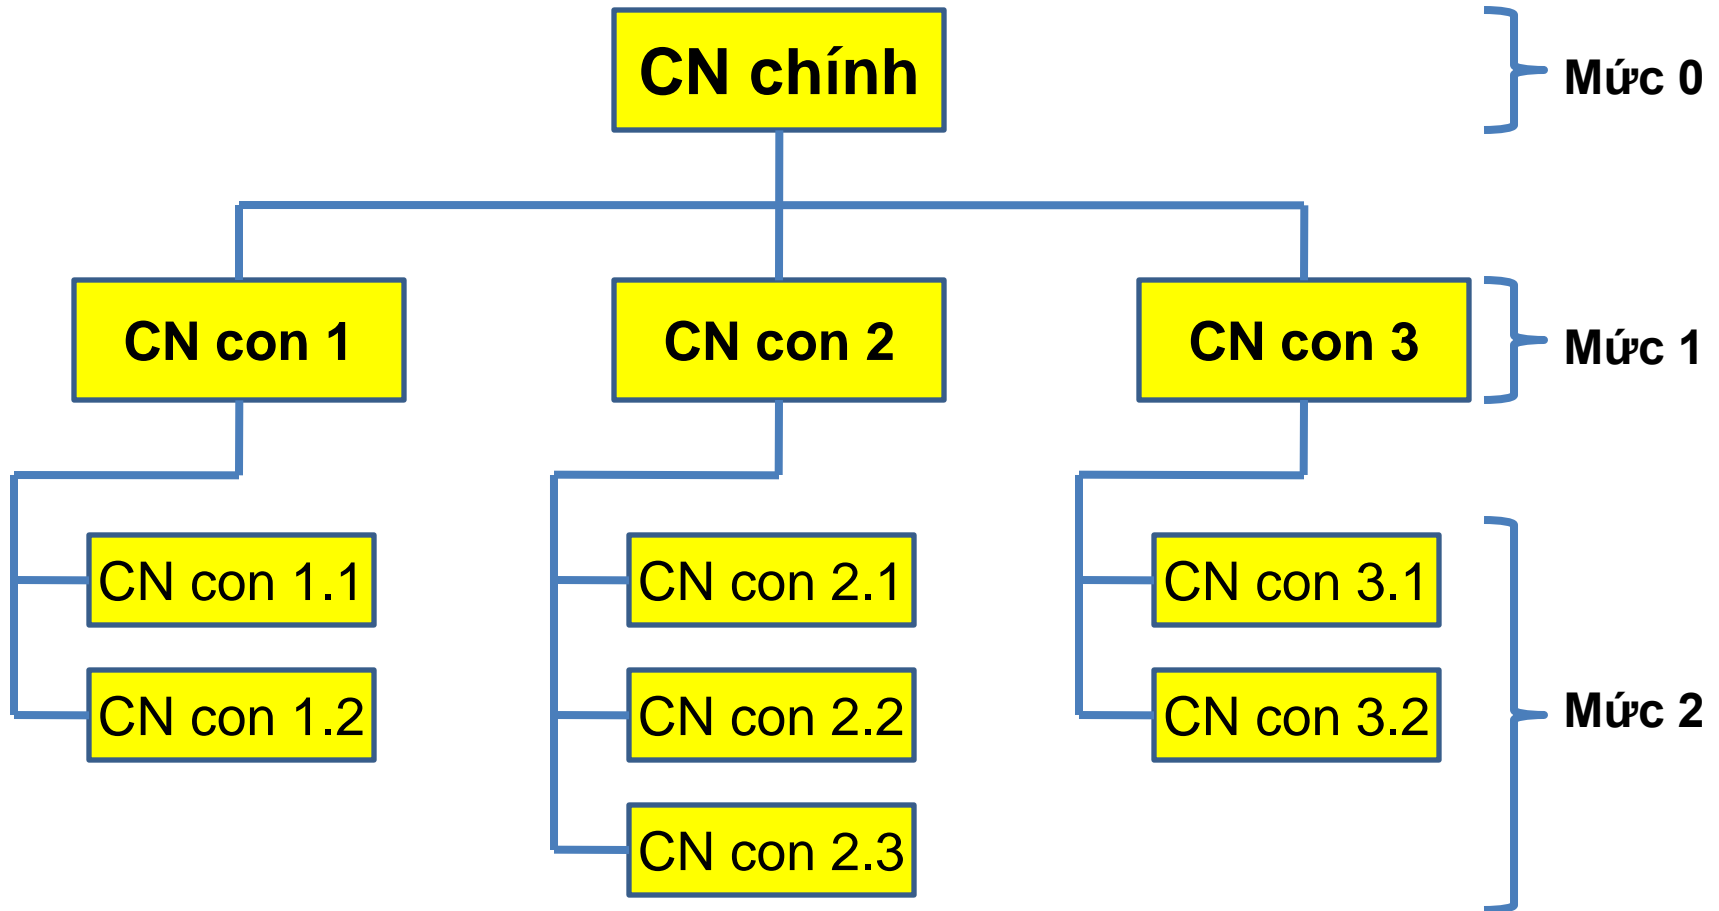 CN chính
Mức 0
CN con 1
CN con 2
CN con 3
Mức 1
CN con 1.1
CN con 2.1
CN con 3.1
CN con 1.2
CN con 2.2
CN con 3.2
Mức 2
CN con 2.3